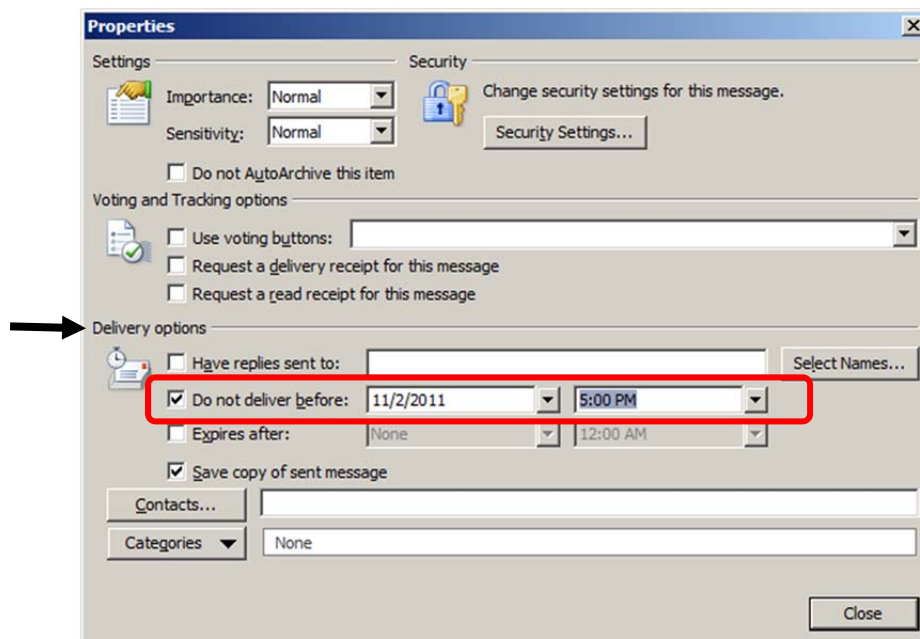 Properties
Settings
Security
Importance: Normal
Change security settings for this message.
Sensitivity: Normal
Security Settings...
Do not AutoArchive this item
Voting and Tracking options
Use voting buttons:
Request a delivery receipt for this message
Request a read receipt for this message
Delivery options
Have replies sent to: Select Names...
Do not deliver before: 11/2/2011 5:00 PM
Expires after: None 12:00 AM
Save copy of sent message
Contacts...
Categories None
Close